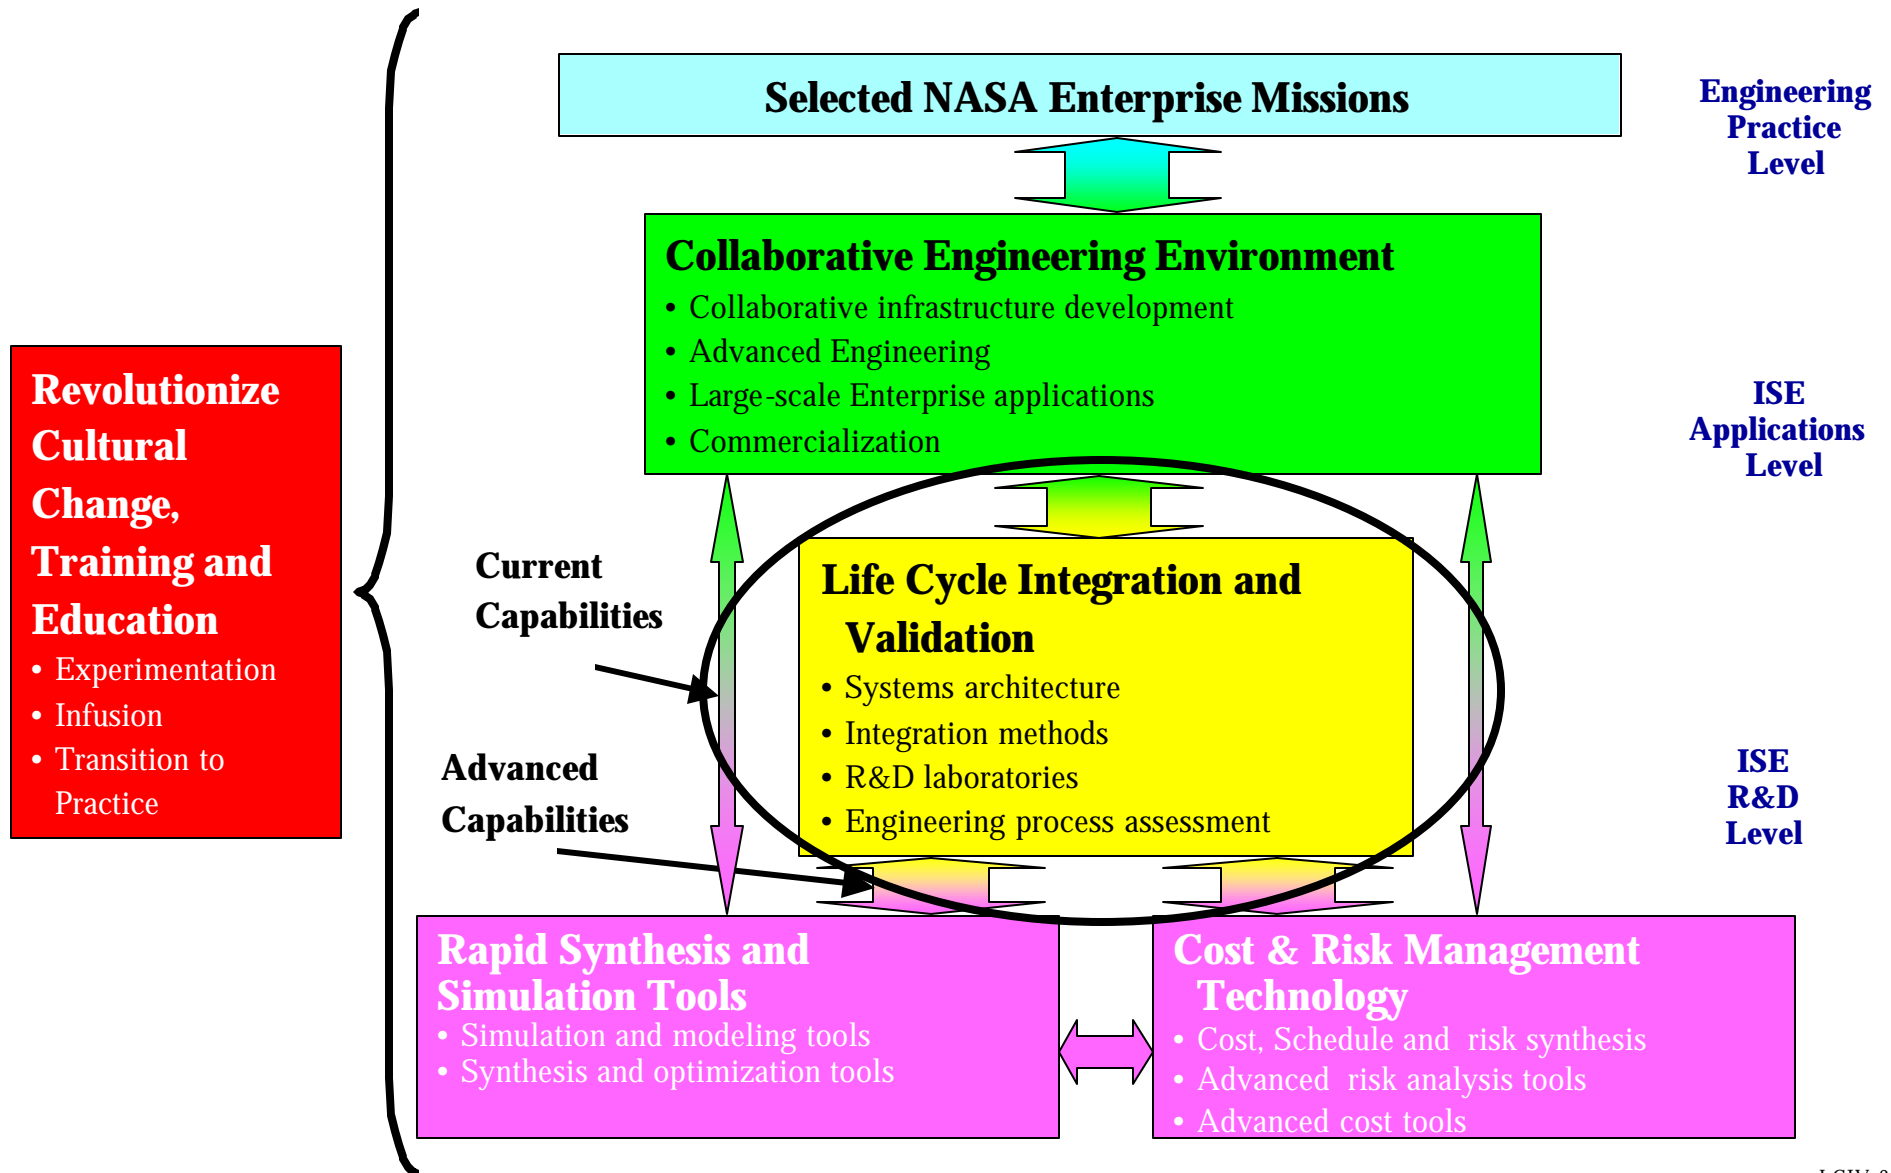 Selected NASA Enterprise Missions
Engineering
Practice
Level
Collaborative Engineering Environment
• Collaborative infrastructure development
• Advanced Engineering
• Large-scale Enterprise applications
• Commercialization
ISE
Applications
Level
Revolutionize
Cultural
Change,
Training and
Education
• Experimentation
• Infusion
• Transition to
Practice
Current
Capabilities
Advanced
Capabilities
Life Cycle Integration and
Validation
• Systems architecture
• Integration methods
• R&D laboratories
• Engineering process assessment
ISE
R&D
Level
Rapid Synthesis and
Simulation Tools
• Simulation and modeling tools
• Synthesis and optimization tools
Cost & Risk Management
Technology
• Cost, Schedule and risk synthesis
• Advanced risk analysis tools
• Advanced cost tools